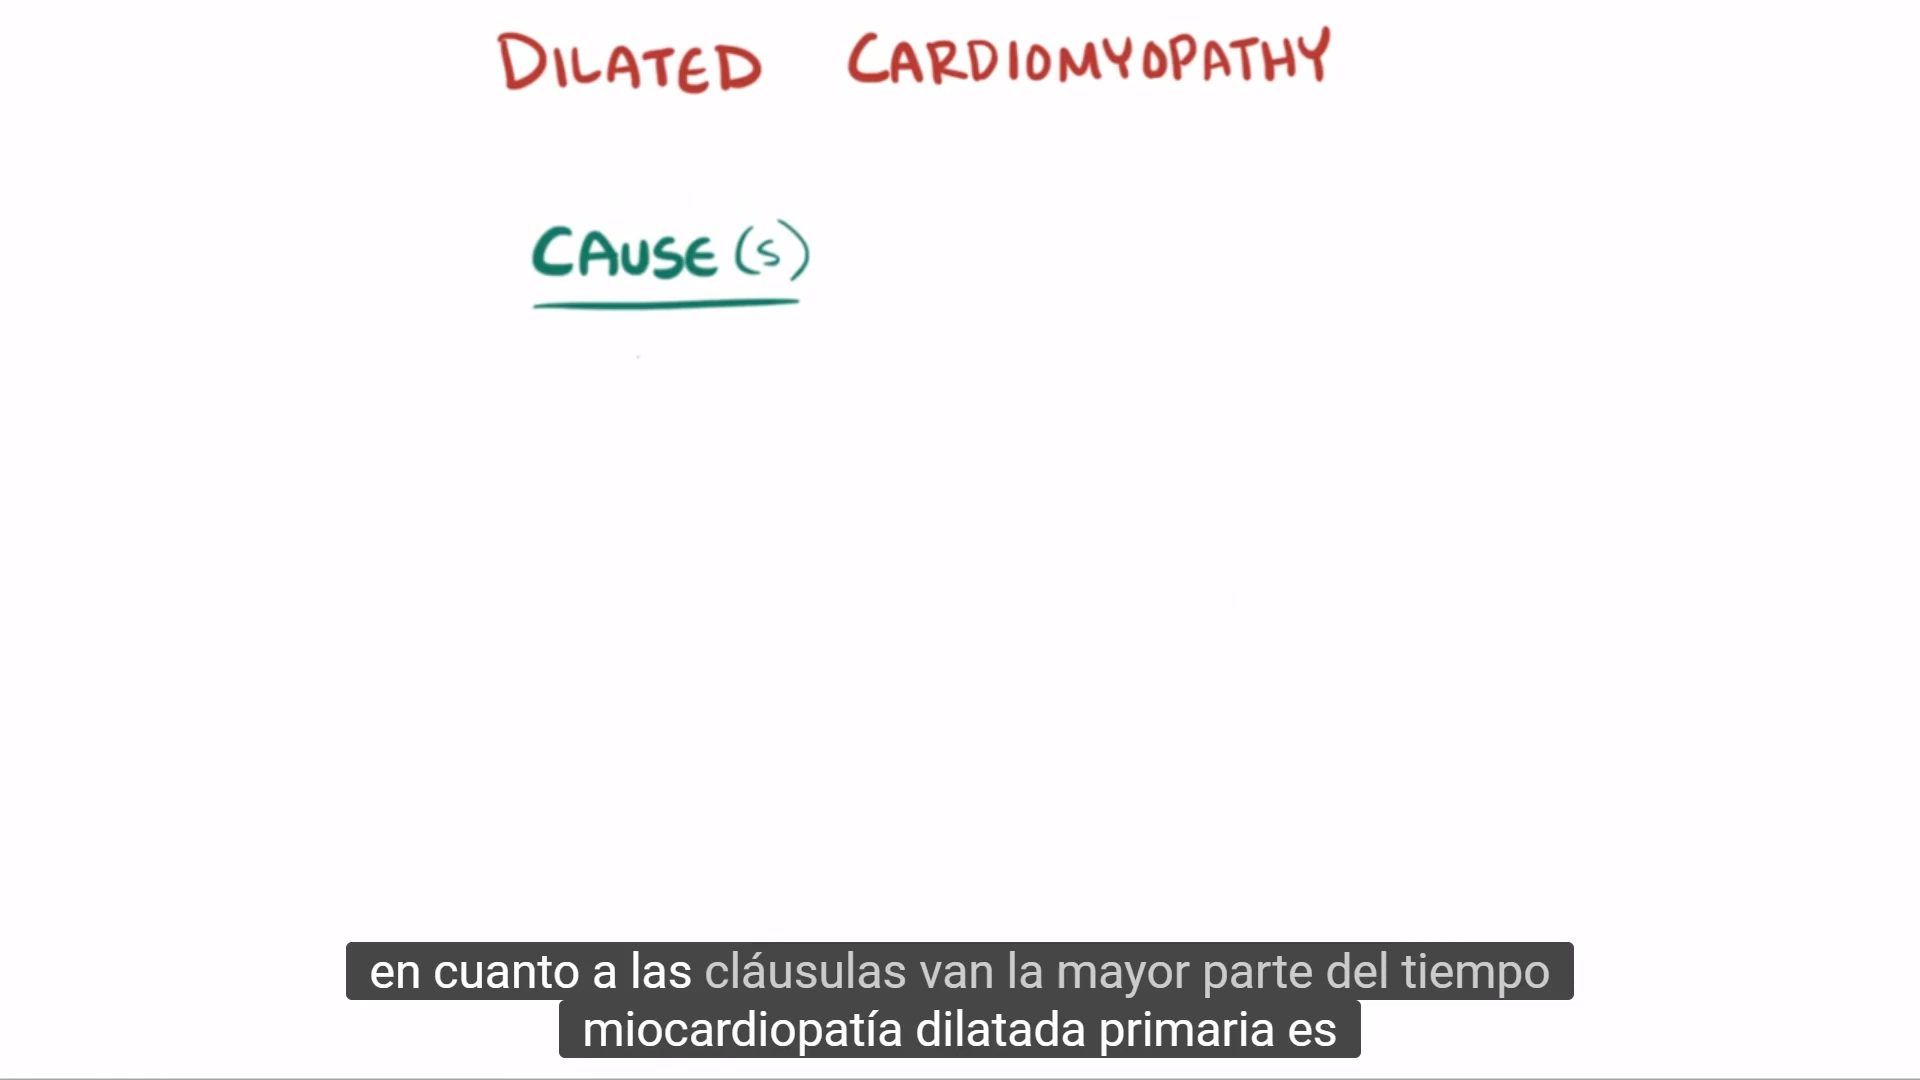 DILATED CARDIOMYOPATHY
CAUSE(S)
en cuanto a las cláusulas van la mayor parte del tiempo
miocardiopatía dilatada primaria es